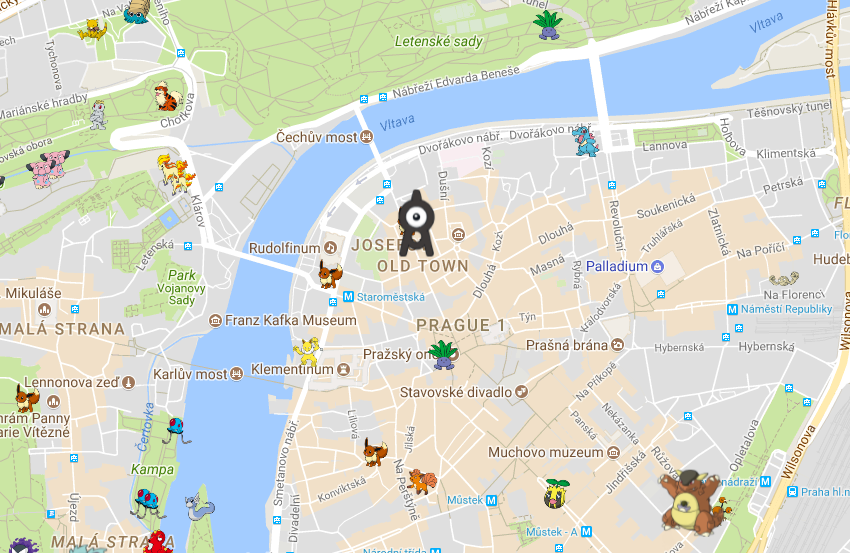 Letenské sady
Nábřeží Kap
Vltava
Hlávkův most
Tychonova
Nábřeží Edvarda Beneše
Mariánské hradby
Chotkova
Čechův most
Vltava
Dvořákovo nábř.
Dvořákovo nábř.
Těšnovský tunel
ovská obora
Kozí
Lannova
Holbova
Klimentská
Dušní
Petrská
Klárov
Revoluční
Soukenická
Zlatnická
FL
Letenská
Rudolfinum
JOSEF
Kozí
Dlouhá
Truhlářská
Na Poříčí
Flo
OLD TOWN
Masná
Rybná
Palladium
Hudeb
Park
Vojanovy
Sady
Dlouhá
Mikuláše
Staroměstská
Královdvorská
Na Florenci
Náměstí Republiky
Wilsonova
MALÁ STRANA
Franz Kafka Museum
PRAGUE 1
Týn
Prašná brána
Hybernská
Hybernská
Klementinum
Pražský or
Lennonova zeď
Karlův most
Stavovské divadlo
Na Příkopě
hrám Panny
arie Vítězné
Čertovka
Liliová
Jilská
Panská
Nekázanka
Opletalova
Wilsonova
Smetanovo nábř.
Muchovo muzeum
Jindřišská
Růžová
Kampa
Na Perštýně
Konviktská
nádraží
Praha hl.n
Újezd
Divadelní
Můstek
MALÁ STRA
Můstek - A
Národní třída